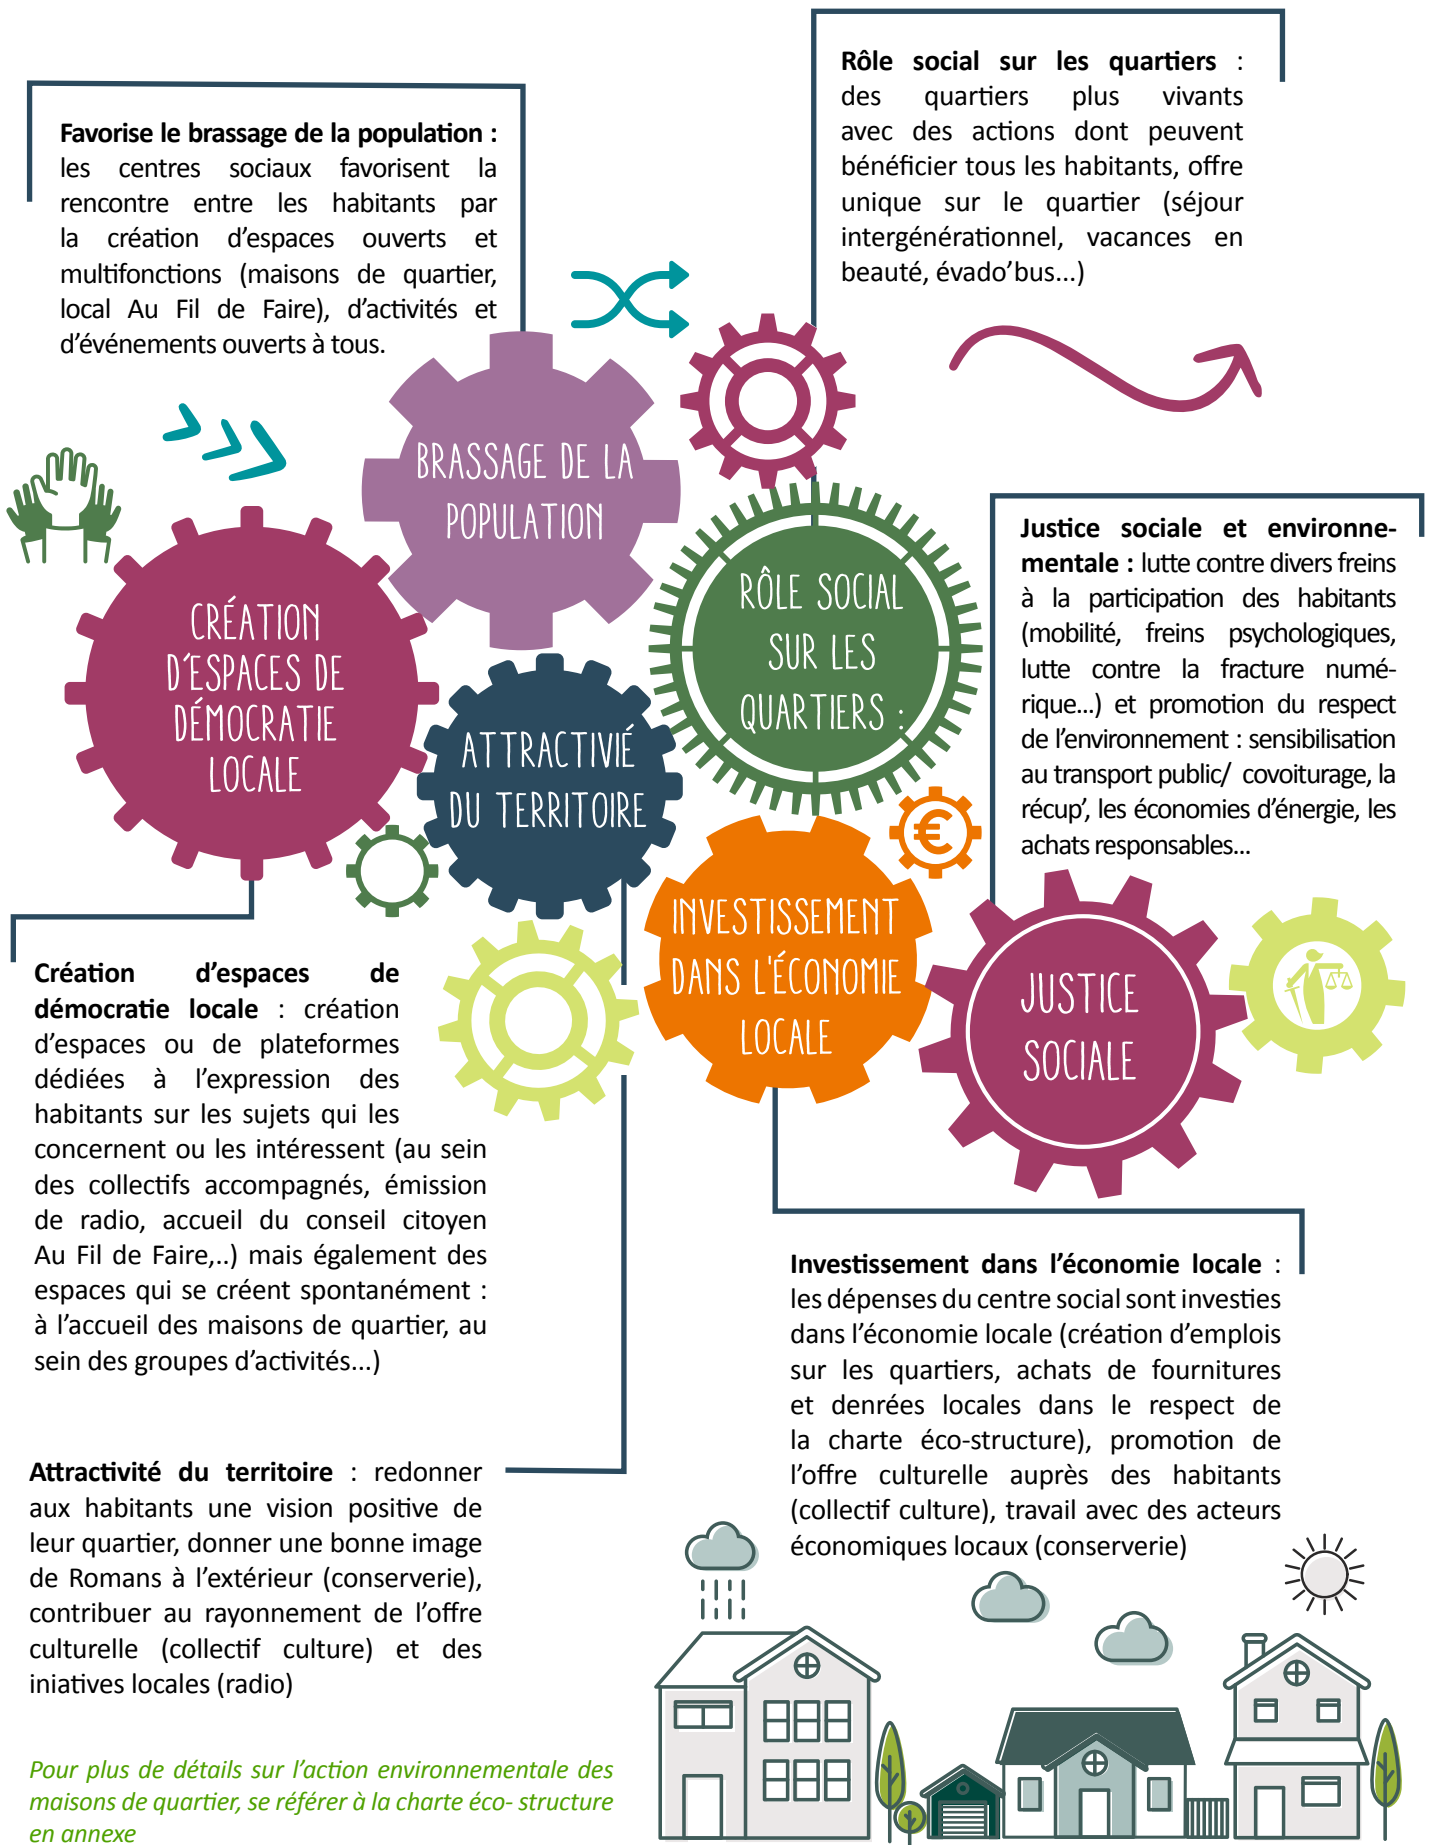 Favorise le brassage de la population :
les centres sociaux favorisent la
rencontre entre les habitants par
la création d’espaces ouverts et
multifonctions (maisons de quartier,
local Au Fil de Faire), d’activités et
d’événements ouverts à tous.
Rôle social sur les quartiers :
des quartiers plus vivants
avec des actions dont peuvent
bénéficier tous les habitants, offre
unique sur le quartier (séjour
intergénérationnel, vacances en
beauté, évado’bus...)
BRASSAGE DE LA
POPULATION
CRÉATION
D'ESPACES DE
DÉMOCRATIE
LOCALE
RÔLE SOCIAL
SUR LES
QUARTIERS :
ATTRACTIVIÉ
DU TERRITOIRE
Justice sociale et environne-
mentale : lutte contre divers freins
à la participation des habitants
(mobilité, freins psychologiques,
lutte contre la fracture numé-
rique...) et promotion du respect
de l’environnement : sensibilisation
au transport public/ covoiturage, la
récup’, les économies d’énergie, les
achats responsables...
€
INVESTISSEMENT
DANS L'ÉCONOMIE
LOCALE
JUSTICE
SOCIALE
Création d’espaces de
démocratie locale : création
d’espaces ou de plateformes
dédiées à l’expression des
habitants sur les sujets qui les
concernent ou les intéressent (au sein
des collectifs accompagnés, émission
de radio, accueil du conseil citoyen
Au Fil de Faire,..) mais également des
espaces qui se créent spontanément :
à l’accueil des maisons de quartier, au
sein des groupes d’activités...)
Investissement dans l’économie locale :
les dépenses du centre social sont investies
dans l’économie locale (création d’emplois
sur les quartiers, achats de fournitures
et denrées locales dans le respect de
la charte éco-structure), promotion de
l’offre culturelle auprès des habitants
(collectif culture), travail avec des acteurs
économiques locaux (conserverie)
Attractivité du territoire : redonner
aux habitants une vision positive de
leur quartier, donner une bonne image
de Romans à l’extérieur (conserverie),
contribuer au rayonnement de l’offre
culturelle (collectif culture) et des
iniatives locales (radio)
Pour plus de détails sur l’action environnementale des
maisons de quartier, se référer à la charte éco- structure
en annexe